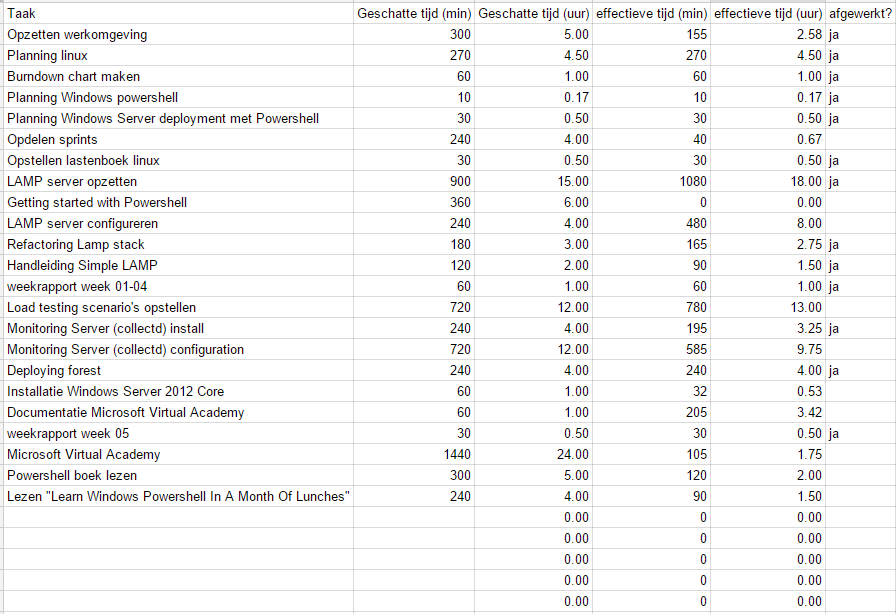 Taak Geschatte tijd (min) Geschatte tijd (uur) effectieve tijd (min) effectieve tijd (uur) afgewerkt?
Opzetten werkomgeving 300 5.00 155 2.58 ja
Planning linux 270 4.50 270 4.50 ja
Burndown chart maken 60 1.00 60 1.00 ja
Planning Windows powershell 10 0.17 10 0.17 ja
Planning Windows Server deployment met Powershell 30 0.50 30 0.50 ja
Opdelen sprints 240 4.00 40 0.67
Opstellen lastenboek linux 30 0.50 30 0.50 ja
LAMP server opzetten 900 15.00 1080 18.00 ja
Getting started with Powershell 360 6.00 0 0.00
LAMP server configureren 240 4.00 480 8.00
Refactoring Lamp stack 180 3.00 165 2.75 ja
Handleiding Simple LAMP 120 2.00 90 1.50 ja
weekrapport week 01-04 60 1.00 60 1.00 ja
Load testing scenario's opstellen 720 12.00 780 13.00
Monitoring Server (collectd) install 240 4.00 195 3.25 ja
Monitoring Server (collectd) configuration 720 12.00 585 9.75
Deploying forest 240 4.00 240 4.00 ja
Installatie Windows Server 2012 Core 60 1.00 32 0.53
Documentatie Microsoft Virtual Academy 60 1.00 205 3.42
weekrapport week 05 30 0.50 30 0.50 ja
Microsoft Virtual Academy 1440 24.00 105 1.75
Powershell boek lezen 300 5.00 120 2.00
Lezen "Learn Windows Powershell In A Month Of Lunches" 240 4.00 90 1.50
0.00 0 0.00
0.00 0 0.00
0.00 0 0.00
0.00 0 0.00
0.00 0 0.00